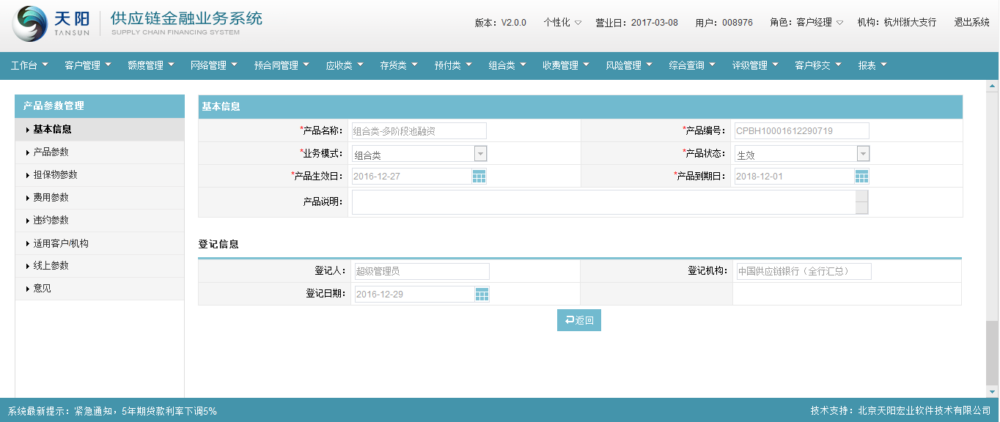 天阳 TANSUN 供应链金融业务系统 SUPPLY CHAIN FINANCING SYSTEM
版本：V2.0.0 个性化 营业日：2017-03-08 用户：008976 角色：客户经理 机构：杭州浙大支行 退出系统
工作台 客户管理 额度管理 网络管理 预合同管理 应收类 存货类 预付类 组合类 收费管理 风险管理 综合查询 评级管理 客户移交 报表
产品参数管理
基本信息
产品参数
担保物参数
费用参数
违约参数
适用客户/机构
线上参数
意见
基本信息
*产品名称： 组合类-多阶段池融资 *产品编号： CPBH10001612290719
*业务模式： 组合类 *产品状态： 生效
*产品生效日： 2016-12-27 *产品到期日： 2018-12-01
产品说明：
登记信息
登记人： 超级管理员 登记机构： 中国供应链银行（全行汇总）
登记日期： 2016-12-29
返回
系统最新提示：紧急通知，5年期贷款利率下调5% 技术支持：北京天阳宏业软件技术有限公司